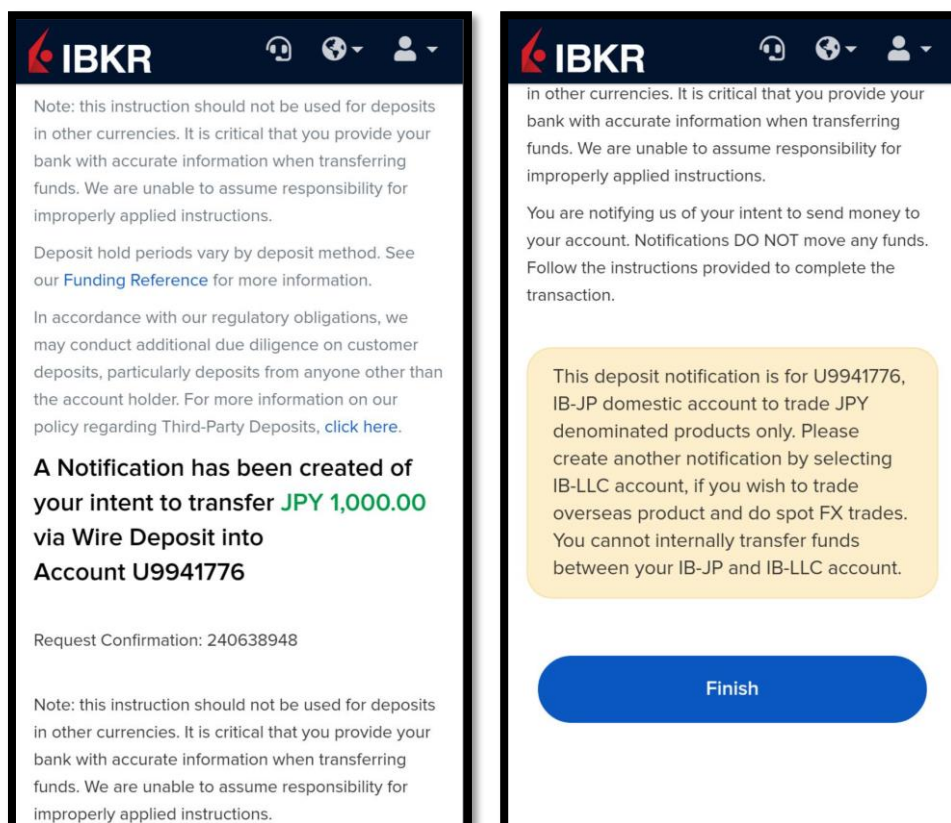 IBKR
Note: this instruction should not be used for deposits
in other currencies. It is critical that you provide your
bank with accurate information when transferring
funds. We are unable to assume responsibility for
improperly applied instructions.
Deposit hold periods vary by deposit method. See
our Funding Reference for more information.
In accordance with our regulatory obligations, we
may conduct additional due diligence on customer
deposits, particularly deposits from anyone other than
the account holder. For more information on our
policy regarding Third-Party Deposits, click here.
A Notification has been created of
your intent to transfer JPY 1,000.00
via Wire Deposit into
Account U9941776
Request Confirmation: 240638948
Note: this instruction should not be used for deposits
in other currencies. It is critical that you provide your
bank with accurate information when transferring
funds. We are unable to assume responsibility for
improperly applied instructions.
IBKR
in other currencies. It is critical that you provide your
bank with accurate information when transferring
funds. We are unable to assume responsibility for
improperly applied instructions.
You are notifying us of your intent to send money to
your account. Notifications DO NOT move any funds.
Follow the instructions provided to complete the
transaction.
This deposit notification is for U9941776,
IB-JP domestic account to trade JPY
denominated products only. Please
create another notification by selecting
IB-LLC account, if you wish to trade
overseas product and do spot FX trades.
You cannot internally transfer funds
between your IB-JP and IB-LLC account.
Finish